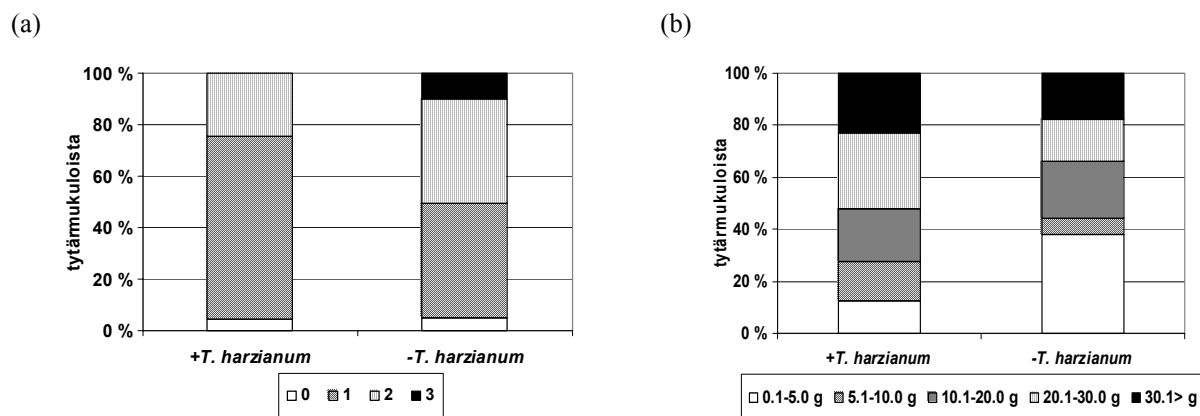 (a)
tytärmukuloista
100 %
80 %
60 %
40 %
20 %
0 %
+T. harzianum
-T. harzianum
0 1 2 3
(b)
tytärmukuloista
100 %
80 %
60 %
40 %
20 %
0 %
+T. harzianum
-T. harzianum
0.1-5.0 g 5.1-10.0 g 10.1-20.0 g 20.1-30.0 g 30.1> g